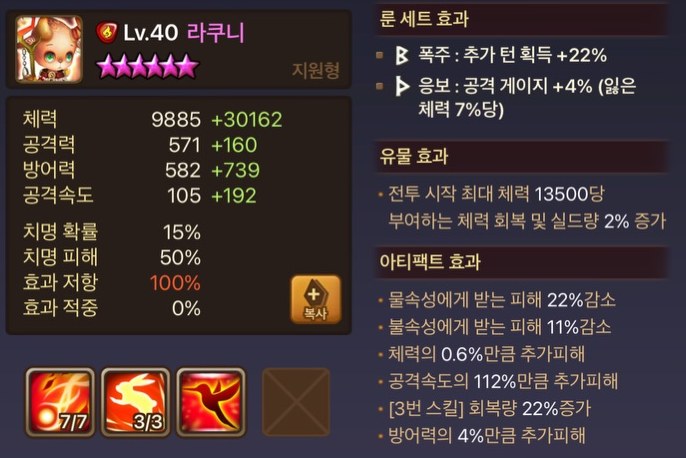 Lv.40 라쿠니
지원형
체력 9885 +30162
공격력 571 +160
방어력 582 +739
공격속도 105 +192
치명 확률 15%
치명 피해 50%
효과 저항 100%
효과 적중 0%
복사
7/7
3/3
룬 세트 효과
폭주 : 추가 턴 획득 +22%
응보 : 공격 게이지 +4% (잃은
체력 7%당)
유물 효과
• 전투 시작 최대 체력 13500당
부여하는 체력 회복 및 실드량 2% 증가
아티팩트 효과
• 물속성에게 받는 피해 22%감소
• 불속성에게 받는 피해 11%감소
• 체력의 0.6%만큼 추가피해
• 공격속도의 112%만큼 추가피해
• [3번 스킬] 회복량 22%증가
• 방어력의 4%만큼 추가피해